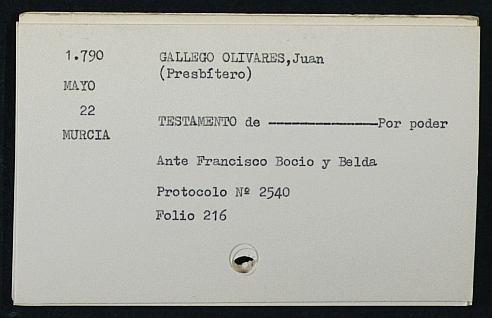 1.790
MAYO
22
MURCIA
GALLEGO OLIVARES,Juan
(Presbítero)
TESTAMENTO de ---------------Por poder
Ante Francisco Bocio y Belda
Protocolo Nº 2540
Folio 216